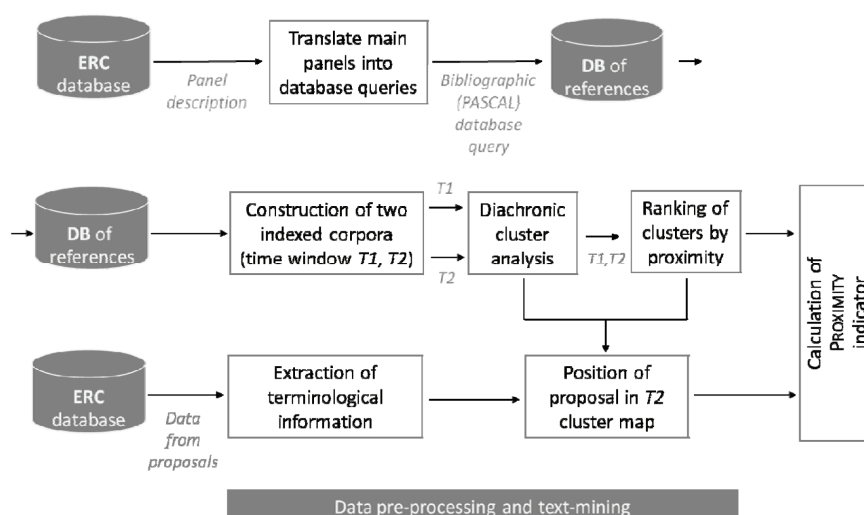 ERC
database
Panel
description
Translate main
panels into
database queries
Bibliographic
(PASCAL)
database
query
DB of
references
DB of
references
Construction of two
indexed corpora
(time window T1, T2)
T1
T2
Diachronic
cluster
analysis
T1,T2
Ranking of
clusters by
proximity
Calculation of
PROXIMITY
indicator
ERC
database
Data
from
proposals
Extraction of
terminological
information
Position of
proposal in T2
cluster map
Data pre-processing and text-mining